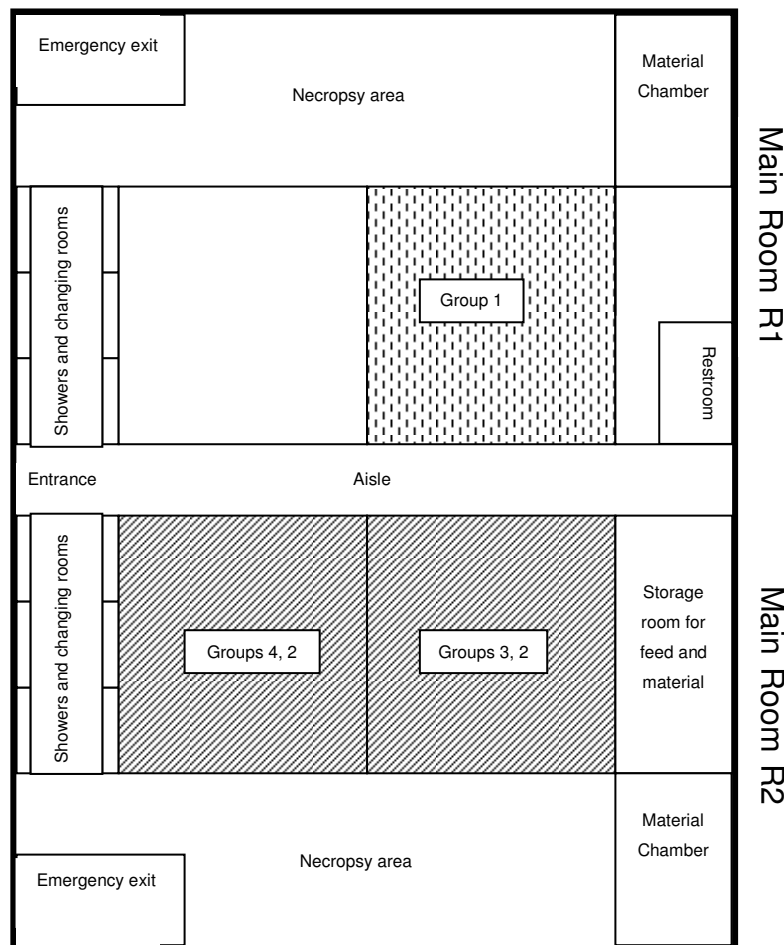 Emergency exit
Necropsy area
Material
Chamber
Main Room R1
Showers and changing rooms
Group 1
Restroom
Entrance
Aisle
Showers and changing rooms
Groups 4, 2
Groups 3, 2
Storage
room for
feed and
material
Main Room R2
Material
Chamber
Necropsy area
Emergency exit